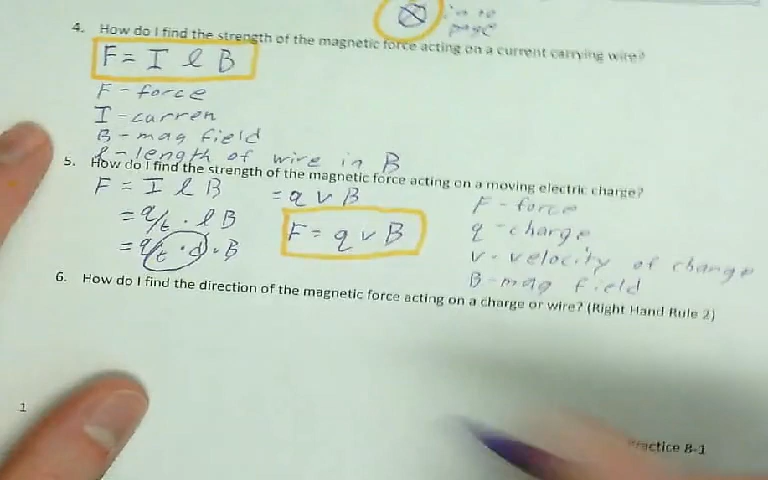 in to
page
4. How do I find the strength of the magnetic force acting on a current carrying wire?
F = I l B
F - force
I - curren
B - mag field
l - length of wire in B
5. How do I find the strength of the magnetic force acting on a moving electric charge?
F = I l B
= q/t · l B
= q/t · d · B
= q v B
F = q v B
F - force
q - charge
v - velocity of change
B - mag field
6. How do I find the direction of the magnetic force acting on a charge or wire? (Right Hand Rule 2)
1
Practice B-1